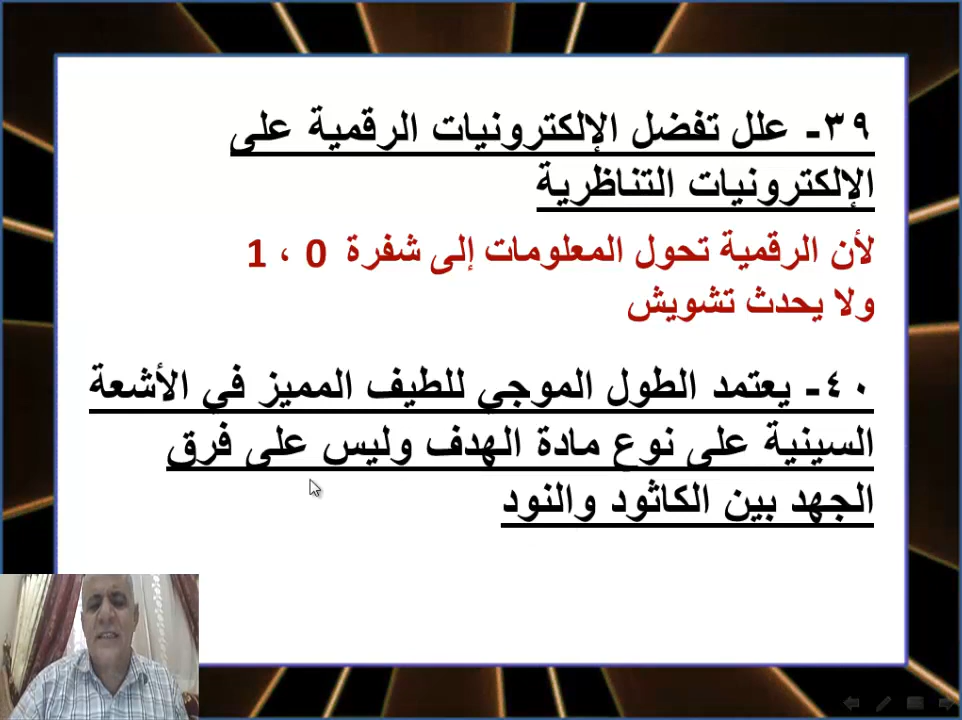 ٣٩- علل تفضل الإلكترونيات الرقمية على
الإلكترونيات التناظرية
لأن الرقمية تحول المعلومات إلى شفرة 0 ، 1
ولا يحدث تشويش
٤٠- يعتمد الطول الموجي للطيف المميز في الأشعة
السينية على نوع مادة الهدف وليس على فرق
الجهد بين الكاثود والنود